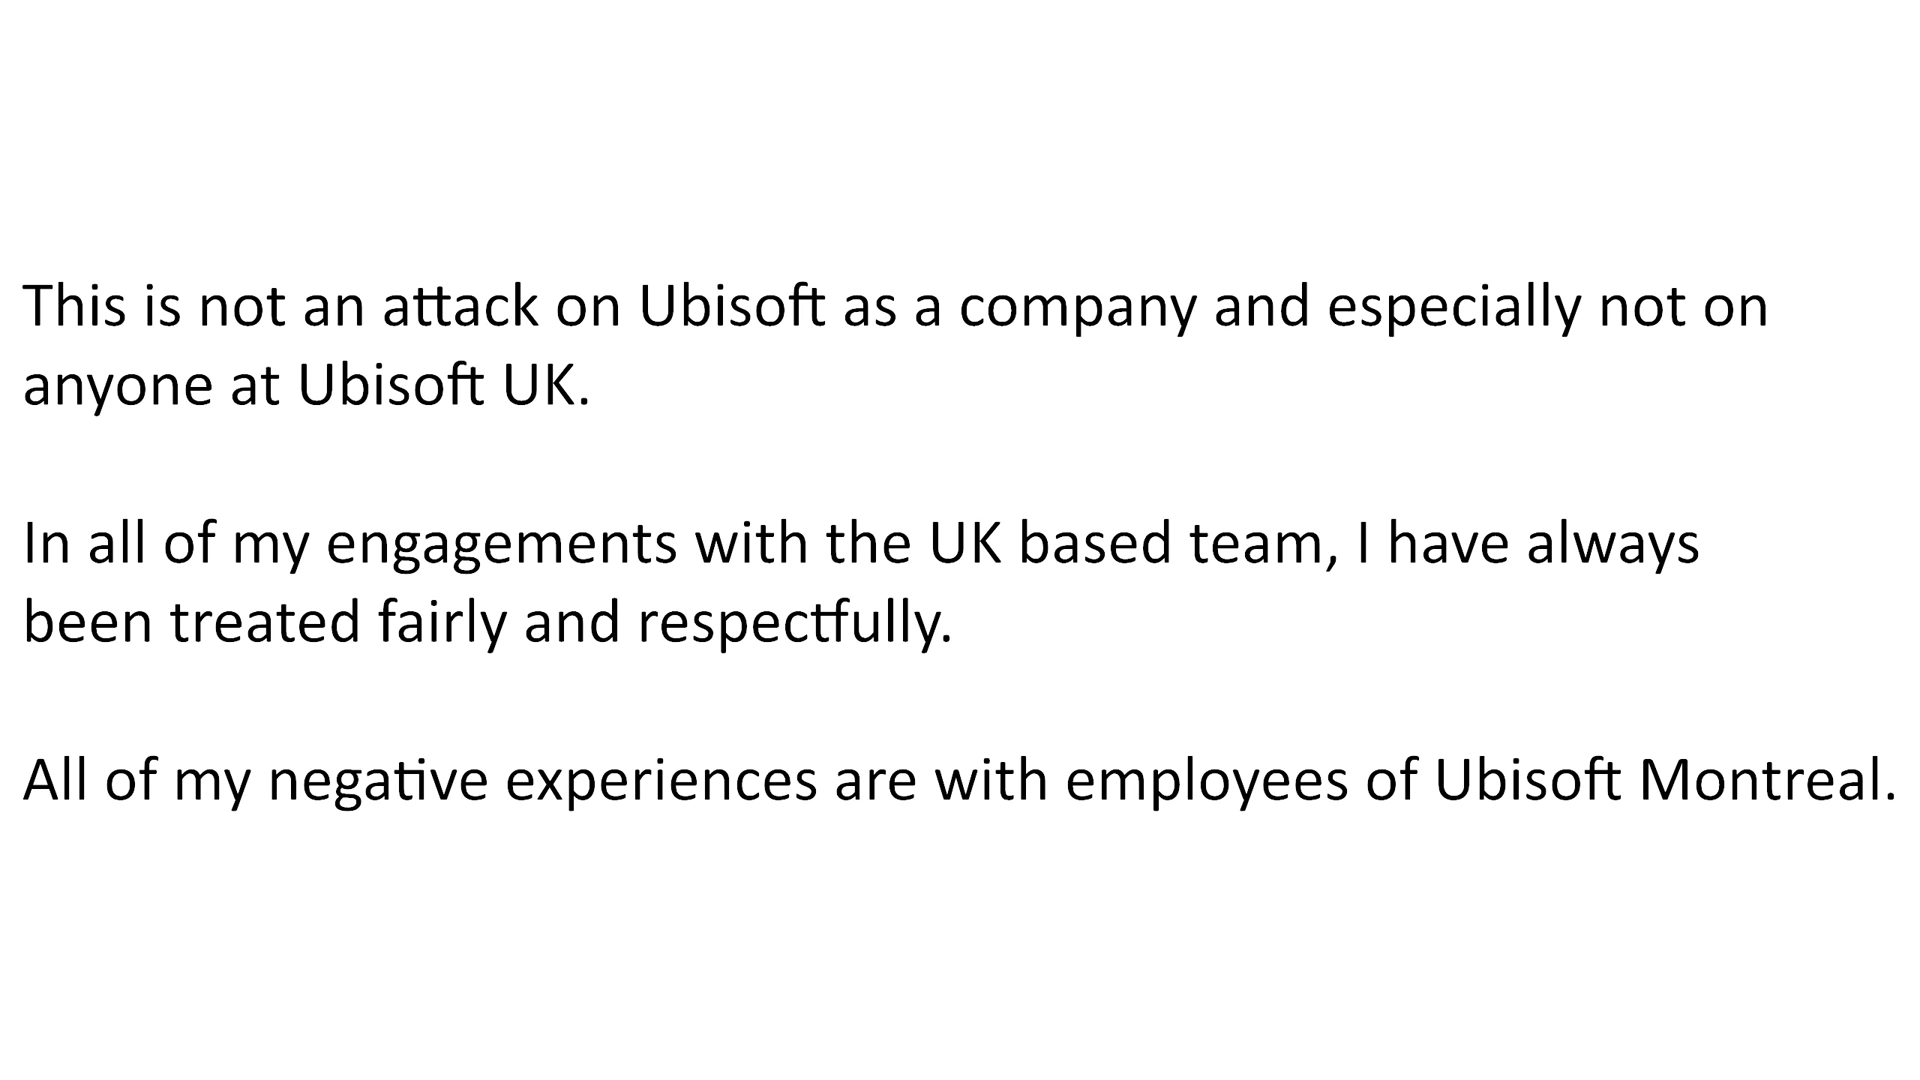 This is not an attack on Ubisoft as a company and especially not on
anyone at Ubisoft UK.
In all of my engagements with the UK based team, I have always
been treated fairly and respectfully.
All of my negative experiences are with employees of Ubisoft Montreal.